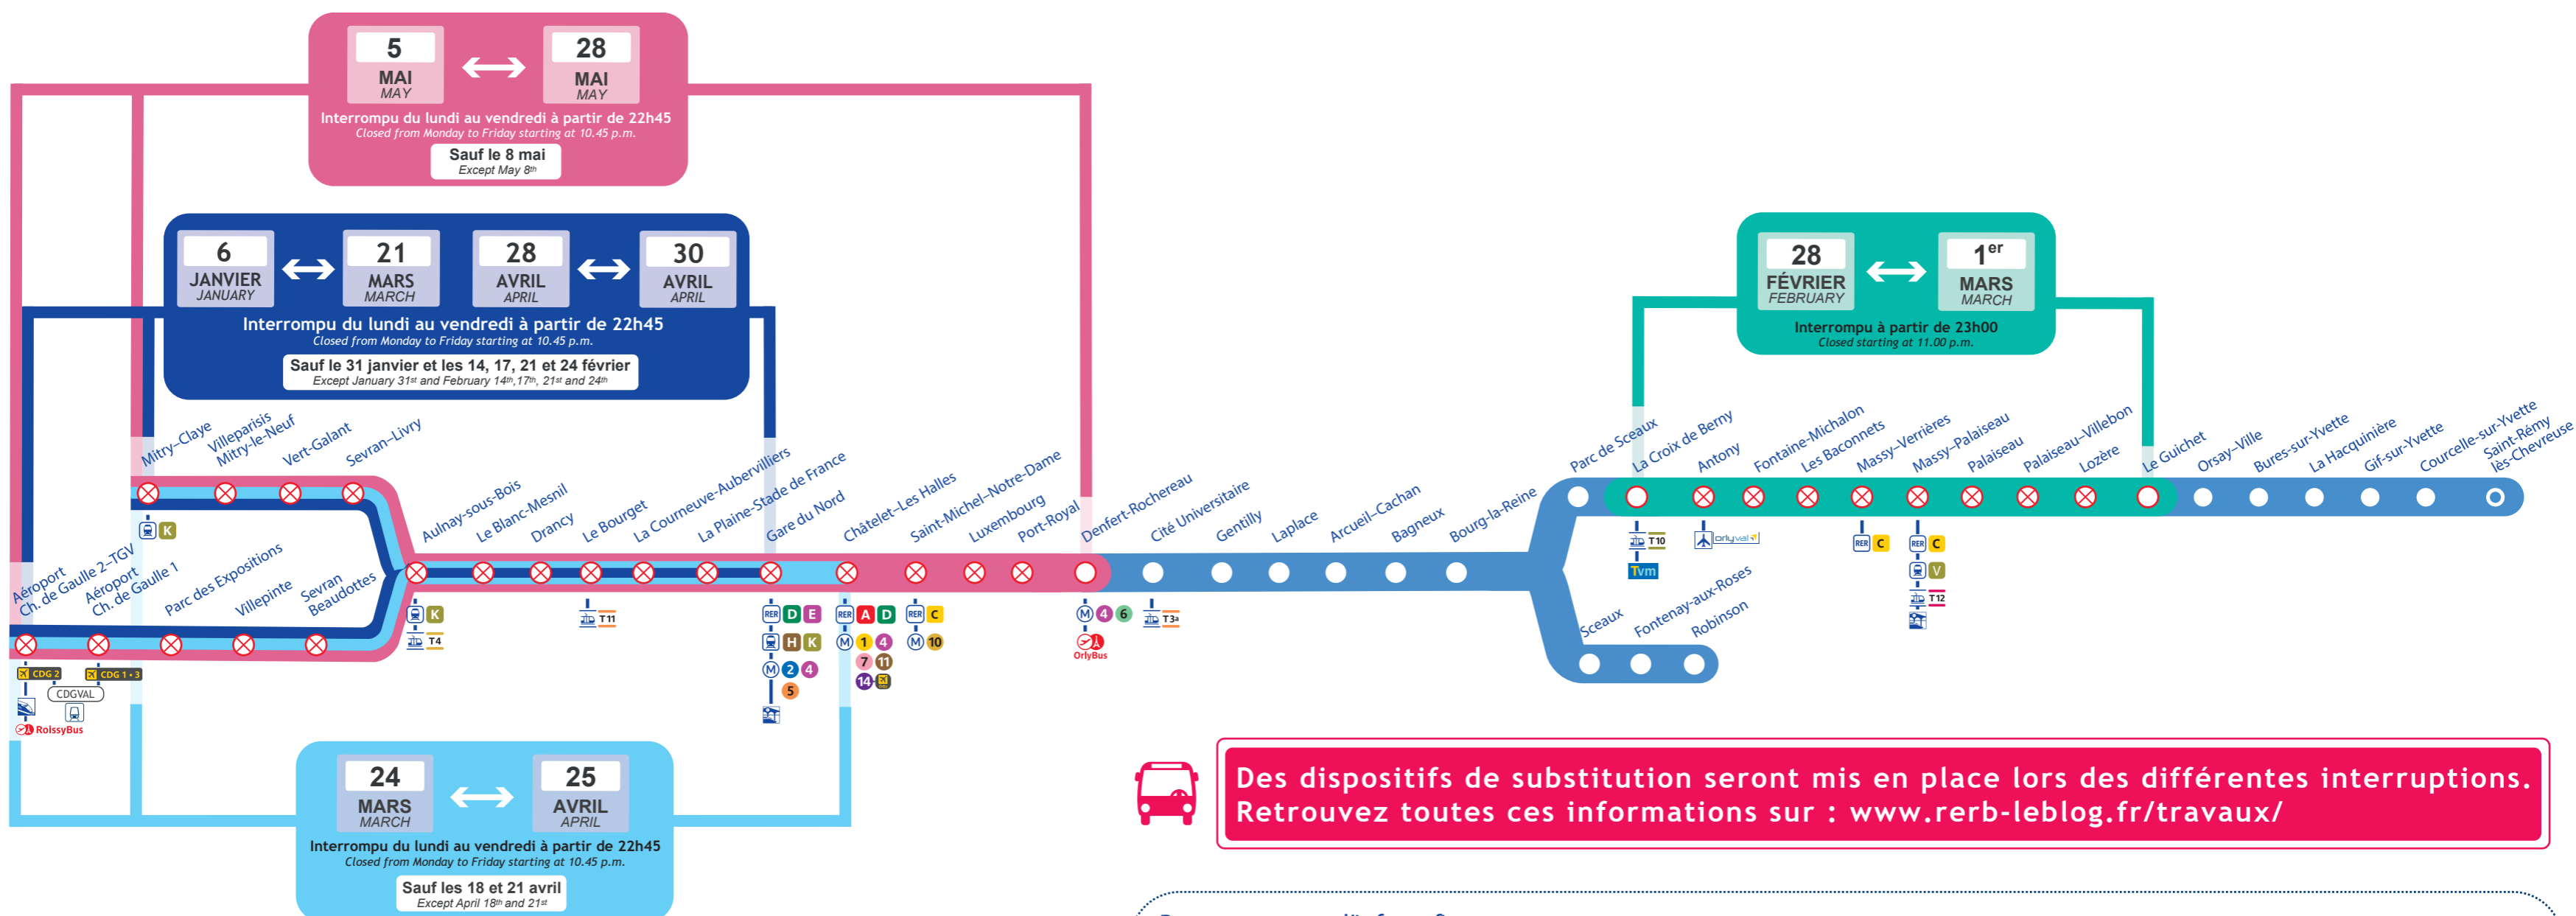 5
MAI
MAY
28
MAI
MAY
Interrompu du lundi au vendredi à partir de 22h45
Closed from Monday to Friday starting at 10.45 p.m.
Sauf le 8 mai
Except May 8th
6
JANVIER
JANUARY
21
MARS
MARCH
28
AVRIL
APRIL
30
AVRIL
APRIL
Interrompu du lundi au vendredi à partir de 22h45
Closed from Monday to Friday starting at 10.45 p.m.
Sauf le 31 janvier et les 14, 17, 21 et 24 février
Except January 31st and February 14th,17th, 21st and 24th
28
FÉVRIER
FEBRUARY
1er
MARS
MARCH
Interrompu à partir de 23h00
Closed starting at 11.00 p.m.
Mitry–Claye
Villeparisis
Mitry-le-Neuf
Vert-Galant
Sevran–Livry
K
Aéroport
Ch. de Gaulle 2–TGV
Aéroport
Ch. de Gaulle 1
Parc des Expositions
Villepinte
Sevran
Beaudottes
CDG 2
CDG 1 • 3
CDGVAL
RoissyBus
Aulnay-sous-Bois
Le Blanc-Mesnil
Drancy
Le Bourget
La Courneuve-Aubervilliers
La Plaine-Stade de France
Gare du Nord
Châtelet–Les Halles
Saint-Michel–Notre-Dame
Luxembourg
Port-Royal
Denfert-Rochereau
Cité Universitaire
Gentilly
Laplace
Arcueil–Cachan
Bagneux
Bourg-la-Reine
K
T4
T11
RER D E
H K
M 2 4
5
RER A D
M 1 4
7 11
14
RER C
M 10
M 4 6
OrlyBus
T3a
Parc de Sceaux
La Croix de Berny
Antony
Fontaine-Michalon
Les Baconnets
Massy–Verrières
Massy–Palaiseau
Palaiseau
Palaiseau–Villebon
Lozère
Le Guichet
Orsay–Ville
Bures-sur-Yvette
La Hacquinière
Gif-sur-Yvette
Courcelle-sur-Yvette
Saint-Rémy
lès-Chevreuse
T10
Tvm
orlyval
RER C
RER C
V
T12
Sceaux
Fontenay-aux-Roses
Robinson
24
MARS
MARCH
25
AVRIL
APRIL
Interrompu du lundi au vendredi à partir de 22h45
Closed from Monday to Friday starting at 10.45 p.m.
Sauf les 18 et 21 avril
Except April 18th and 21st
Des dispositifs de substitution seront mis en place lors des différentes interruptions.
Retrouvez toutes ces informations sur : www.rerb-leblog.fr/travaux/